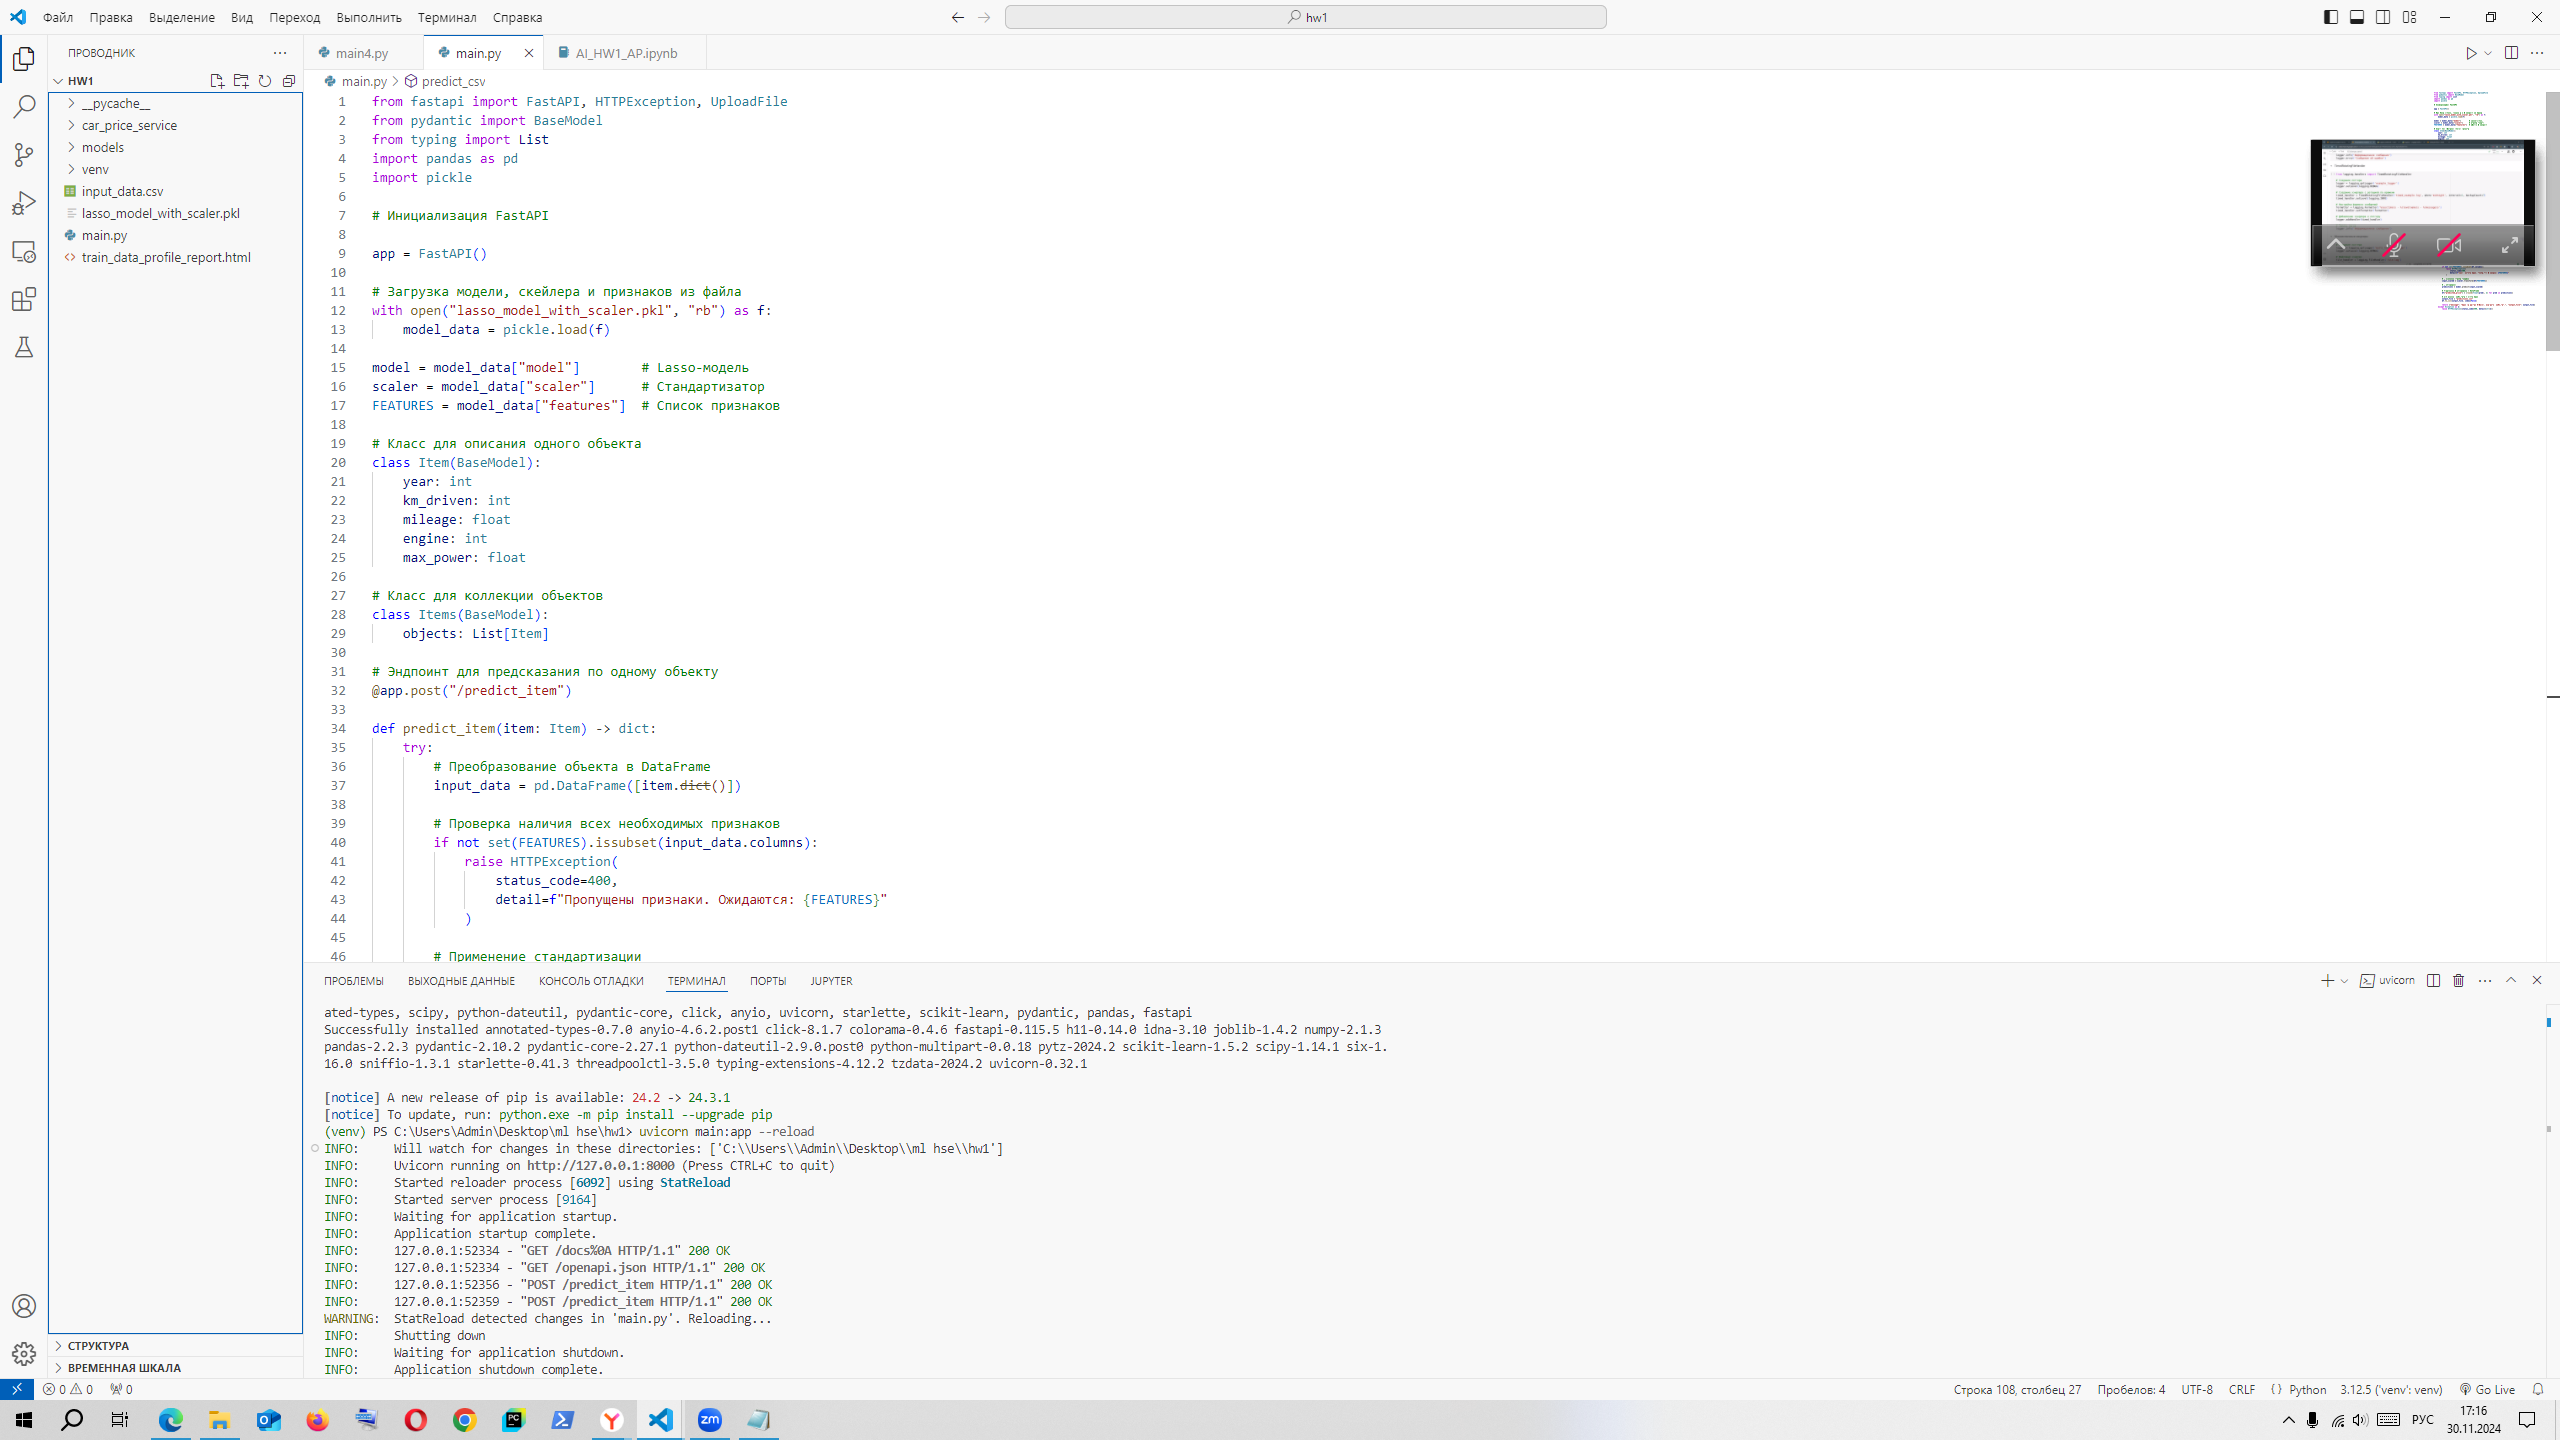 Файл Правка Выделение Вид Переход Выполнить Терминал Справка
hw1
ПРОВОДНИК
HW1
__pycache__
car_price_service
models
venv
input_data.csv
lasso_model_with_scaler.pkl
main.py
train_data_profile_report.html
СТРУКТУРА
ВРЕМЕННАЯ ШКАЛА
main4.py main.py AI_HW1_AP.ipynb
main.py predict_csv
1 from fastapi import FastAPI, HTTPException, UploadFile
2 from pydantic import BaseModel
3 from typing import List
4 import pandas as pd
5 import pickle
6
7 # Инициализация FastAPI
8
9 app = FastAPI()
10
11 # Загрузка модели, скейлера и признаков из файла
12 with open("lasso_model_with_scaler.pkl", "rb") as f:
13 model_data = pickle.load(f)
14
15 model = model_data["model"] # Lasso-модель
16 scaler = model_data["scaler"] # Стандартизатор
17 FEATURES = model_data["features"] # Список признаков
18
19 # Класс для описания одного объекта
20 class Item(BaseModel):
21 year: int
22 km_driven: int
23 mileage: float
24 engine: int
25 max_power: float
26
27 # Класс для коллекции объектов
28 class Items(BaseModel):
29 objects: List[Item]
30
31 # Эндпоинт для предсказания по одному объекту
32 @app.post("/predict_item")
33
34 def predict_item(item: Item) -> dict:
35 try:
36 # Преобразование объекта в DataFrame
37 input_data = pd.DataFrame([item.dict()])
38
39 # Проверка наличия всех необходимых признаков
40 if not set(FEATURES).issubset(input_data.columns):
41 raise HTTPException(
42 status_code=400,
43 detail=f"Пропущены признаки. Ожидаются: {FEATURES}"
44 )
45
46 # Применение стандартизации
ПРОБЛЕМЫ ВЫХОДНЫЕ ДАННЫЕ КОНСОЛЬ ОТЛАДКИ ТЕРМИНАЛ ПОРТЫ JUPYTER
uvicorn
ated-types, scipy, python-dateutil, pydantic-core, click, anyio, uvicorn, starlette, scikit-learn, pydantic, pandas, fastapi
Successfully installed annotated-types-0.7.0 anyio-4.6.2.post1 click-8.1.7 colorama-0.4.6 fastapi-0.115.5 h11-0.14.0 idna-3.10 joblib-1.4.2 numpy-2.1.3
pandas-2.2.3 pydantic-2.10.2 pydantic-core-2.27.1 python-dateutil-2.9.0.post0 python-multipart-0.0.18 pytz-2024.2 scikit-learn-1.5.2 scipy-1.14.1 six-1.
16.0 sniffio-1.3.1 starlette-0.41.3 threadpoolctl-3.5.0 typing-extensions-4.12.2 tzdata-2024.2 uvicorn-0.32.1
[notice] A new release of pip is available: 24.2 -> 24.3.1
[notice] To update, run: python.exe -m pip install --upgrade pip
(venv) PS C:\Users\Admin\Desktop\ml hse\hw1> uvicorn main:app --reload
INFO: Will watch for changes in these directories: ['C:\\Users\\Admin\\Desktop\\ml hse\\hw1']
INFO: Uvicorn running on http://127.0.0.1:8000 (Press CTRL+C to quit)
INFO: Started reloader process [6092] using StatReload
INFO: Started server process [9164]
INFO: Waiting for application startup.
INFO: Application startup complete.
INFO: 127.0.0.1:52334 - "GET /docs%0A HTTP/1.1" 200 OK
INFO: 127.0.0.1:52334 - "GET /openapi.json HTTP/1.1" 200 OK
INFO: 127.0.0.1:52356 - "POST /predict_item HTTP/1.1" 200 OK
INFO: 127.0.0.1:52359 - "POST /predict_item HTTP/1.1" 200 OK
WARNING: StatReload detected changes in 'main.py'. Reloading...
INFO: Shutting down
INFO: Waiting for application shutdown.
INFO: Application shutdown complete.
0 0 0
Строка 108, столбец 27 Пробелов: 4 UTF-8 CRLF Python 3.12.5 ('venv': venv) Go Live
РУС
17:16
30.11.2024